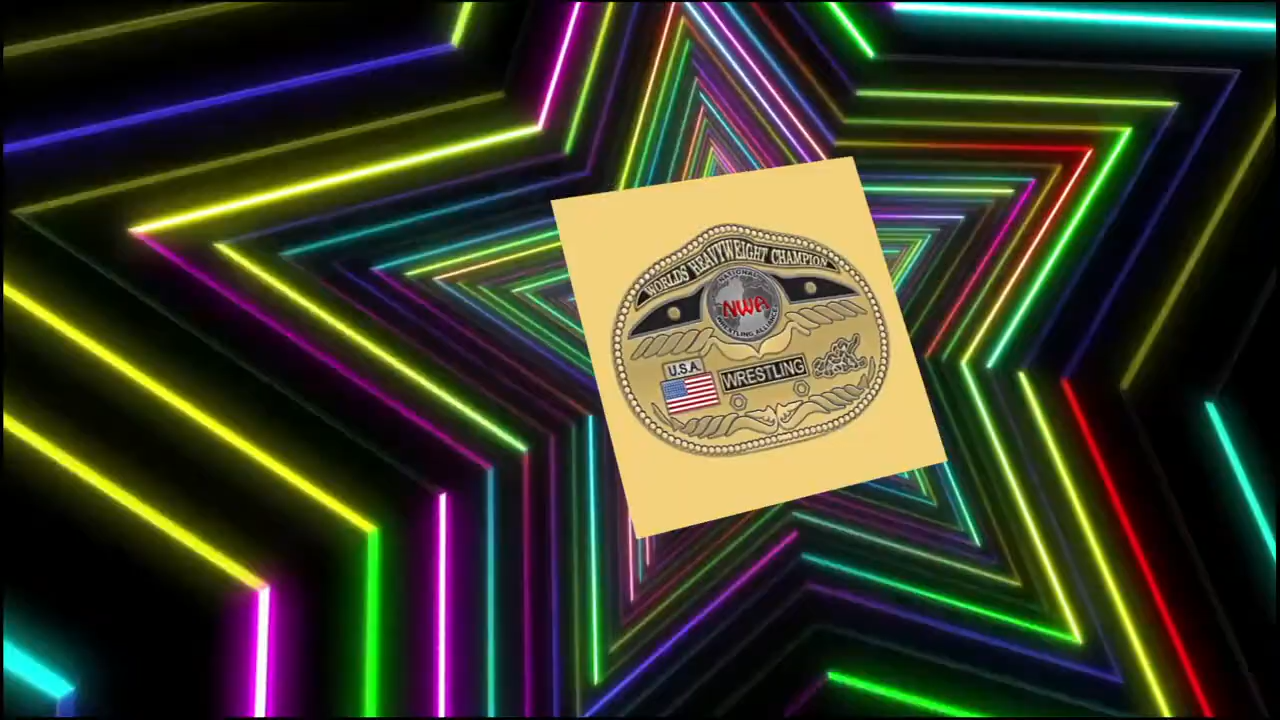 WORLDS HEAVYWEIGHT CHAMPION
NATIONAL
NWA
WRESTLING ALLIANCE
U.S.A.
WRESTLING